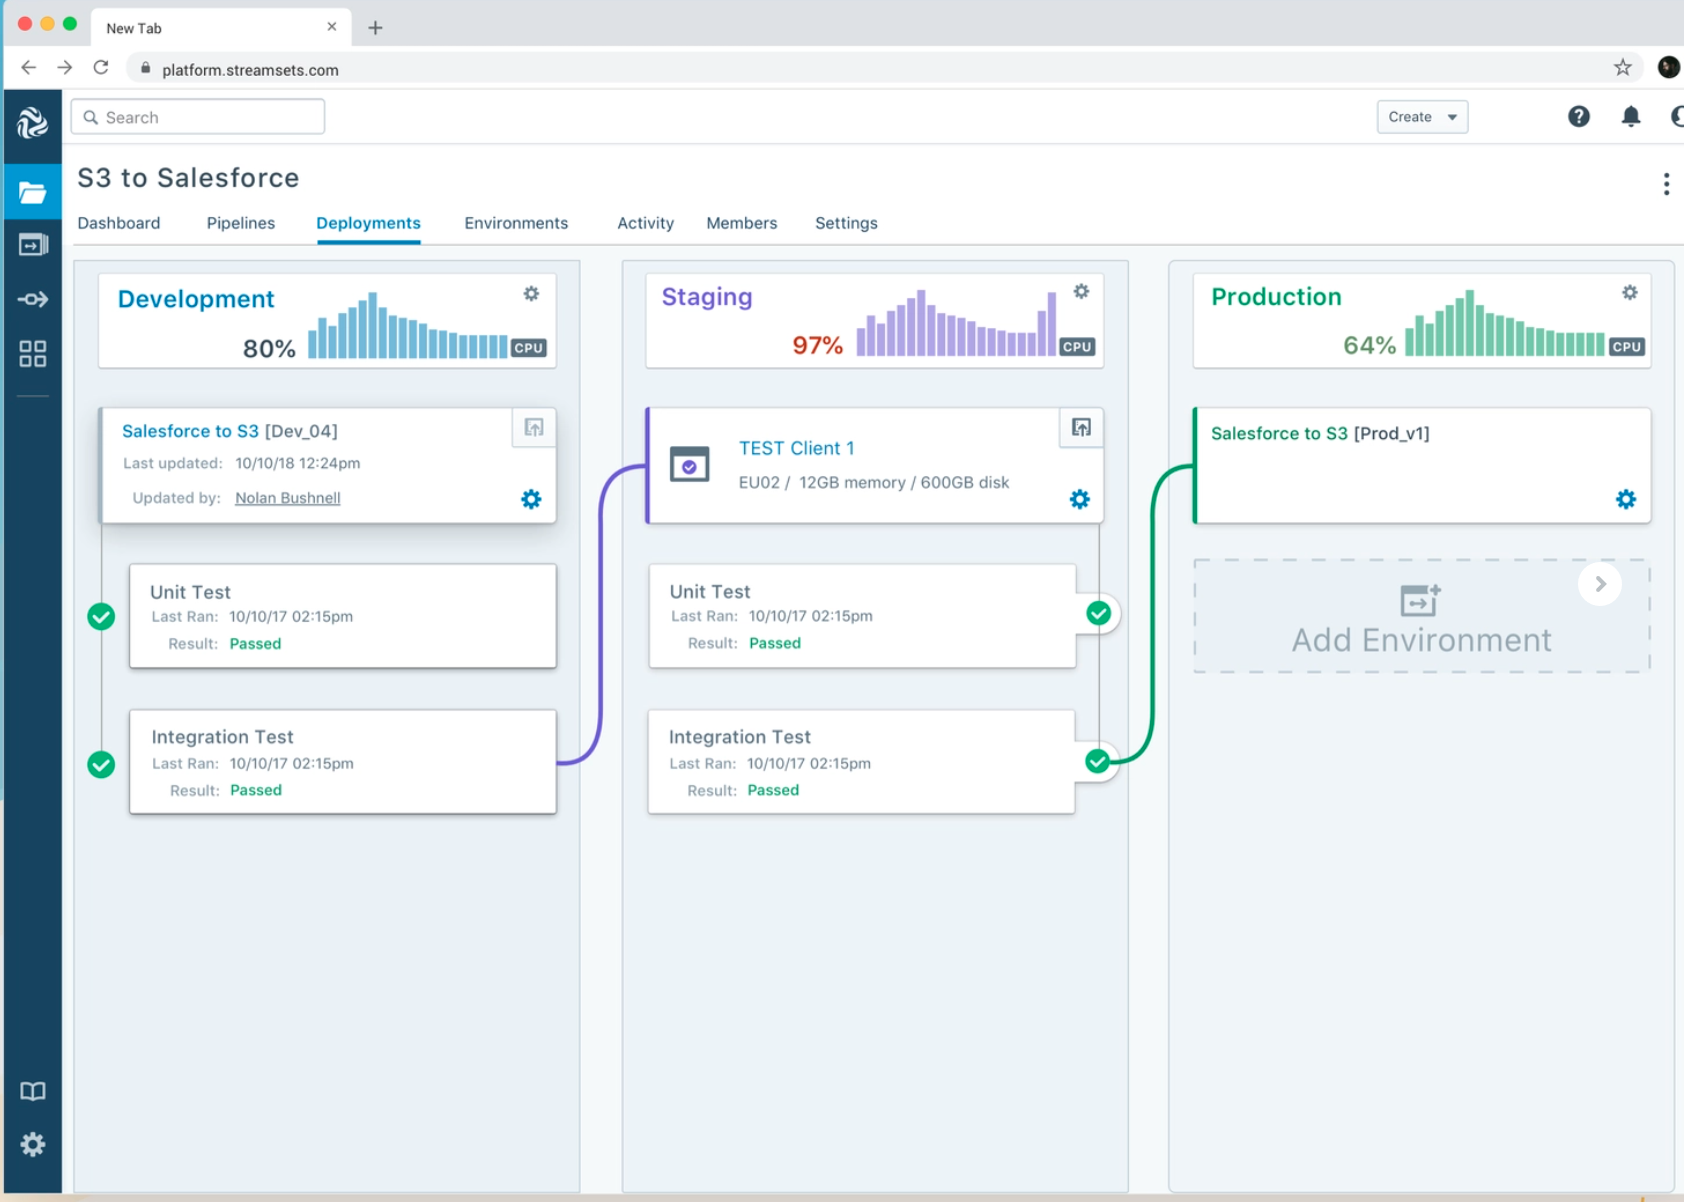 New Tab
platform.streamsets.com
Search
Create
S3 to Salesforce
Dashboard Pipelines Deployments Environments Activity Members Settings
Development
80%
CPU
Salesforce to S3 [Dev_04]
Last updated: 10/10/18 12:24pm
Updated by: Nolan Bushnell
Unit Test
Last Ran: 10/10/17 02:15pm
Result: Passed
Integration Test
Last Ran: 10/10/17 02:15pm
Result: Passed
Staging
97%
CPU
TEST Client 1
EU02 / 12GB memory / 600GB disk
Unit Test
Last Ran: 10/10/17 02:15pm
Result: Passed
Integration Test
Last Ran: 10/10/17 02:15pm
Result: Passed
Production
64%
CPU
Salesforce to S3 [Prod_v1]
Add Environment